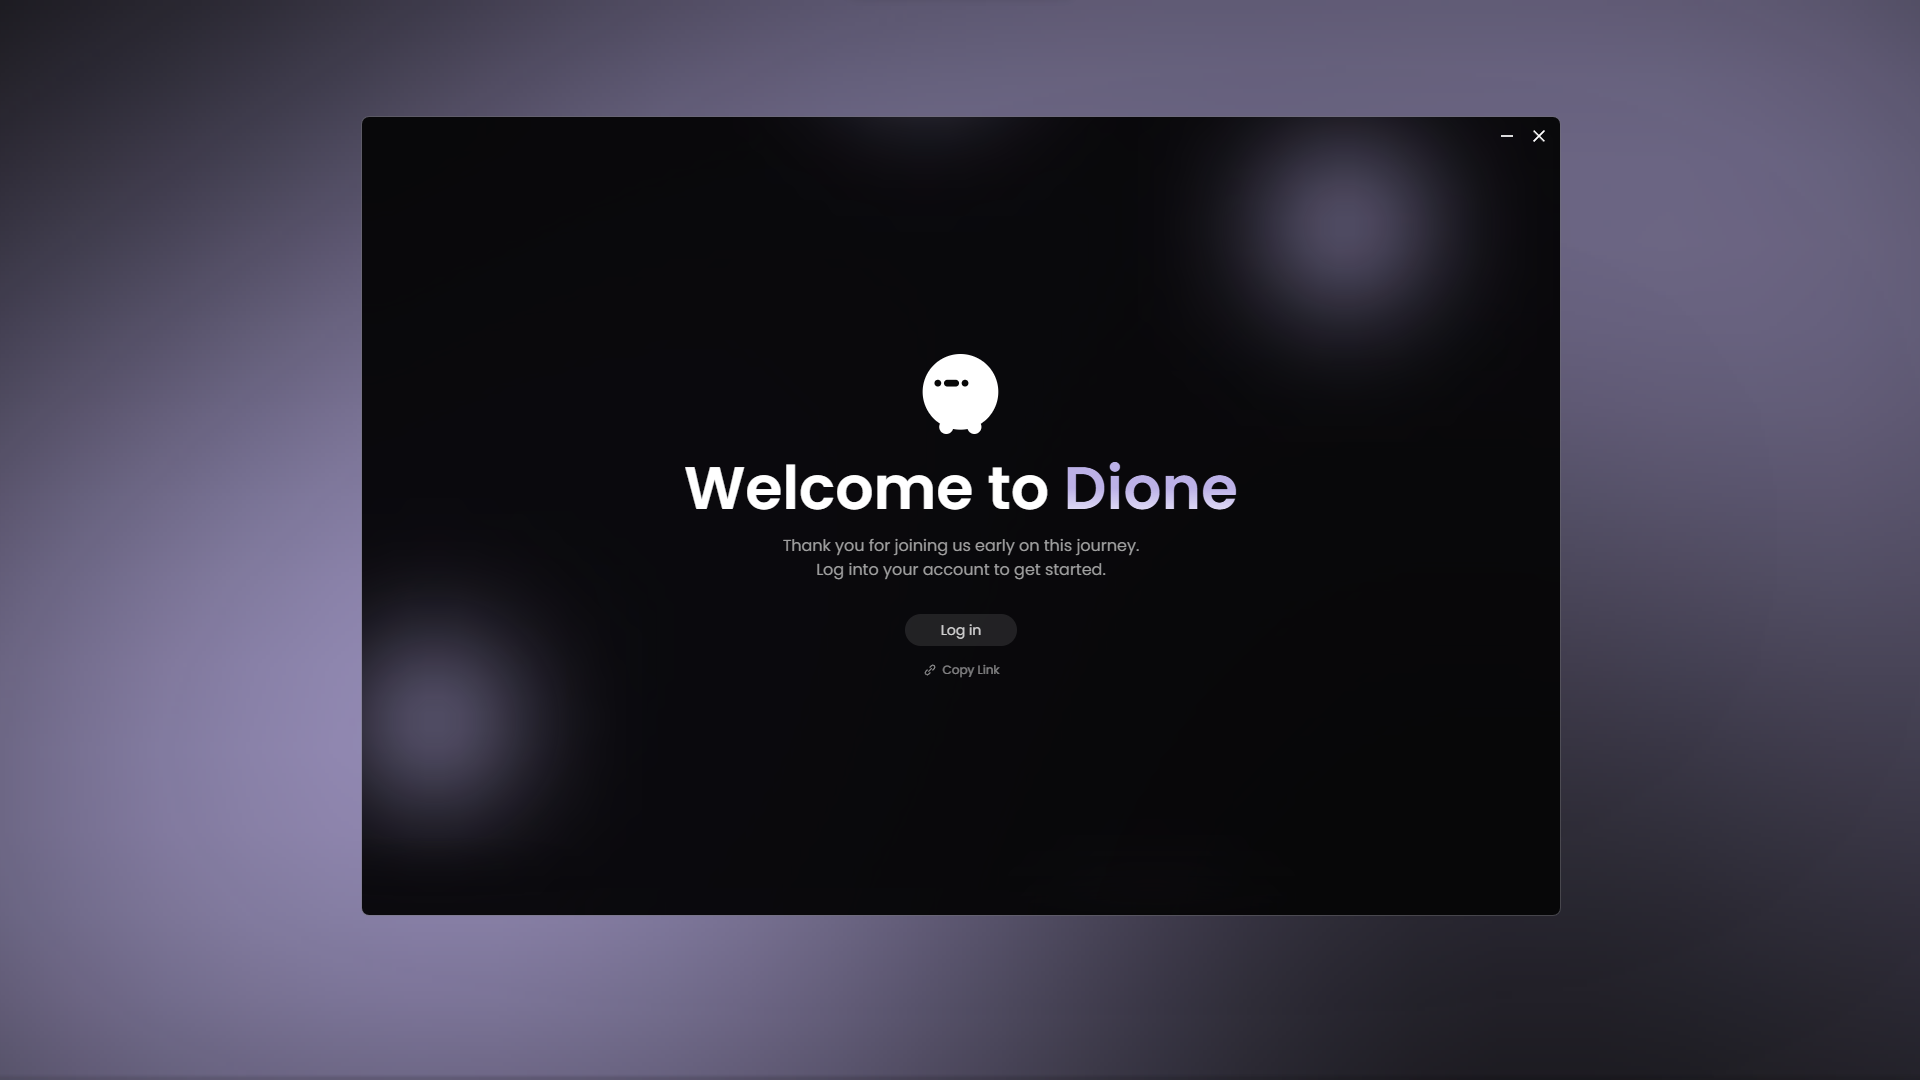 Welcome to Dione
Thank you for joining us early on this journey.
Log into your account to get started.
Log in
Copy Link